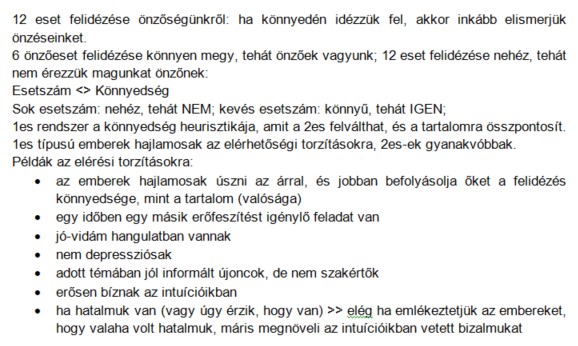 12 eset felidézése önzőségünkről: ha könnyedén idézzük fel, akkor inkább elismerjük
önzéseinket.
6 önzőeset felidézése könnyen megy, tehát önzőek vagyunk; 12 eset felidézése nehéz, tehát
nem érezzük magunkat önzőnek:
Esetszám <> Könnyedség
Sok esetszám: nehéz, tehát NEM; kevés esetszám: könnyű, tehát IGEN;
1es rendszer a könnyedség heurisztikája, amit a 2es felválthat, és a tartalomra összpontosít.
1es típusú emberek hajlamosak az elérhetőségi torzításokra, 2es-ek gyanakvóbbak.
Példák az elérési torzításokra:
• az emberek hajlamosak úszni az árral, és jobban befolyásolja őket a felidézés
könnyedsége, mint a tartalom (valósága)
• egy időben egy másik erőfeszítést igénylő feladat van
• jó-vidám hangulatban vannak
• nem depressziósak
• adott témában jól informált újoncok, de nem szakértők
• erősen bíznak az intuícióikban
• ha hatalmuk van (vagy úgy érzik, hogy van) >> elég ha emlékeztetjük az embereket,
hogy valaha volt hatalmuk, máris megnöveli az intuícióikban vetett bizalmukat